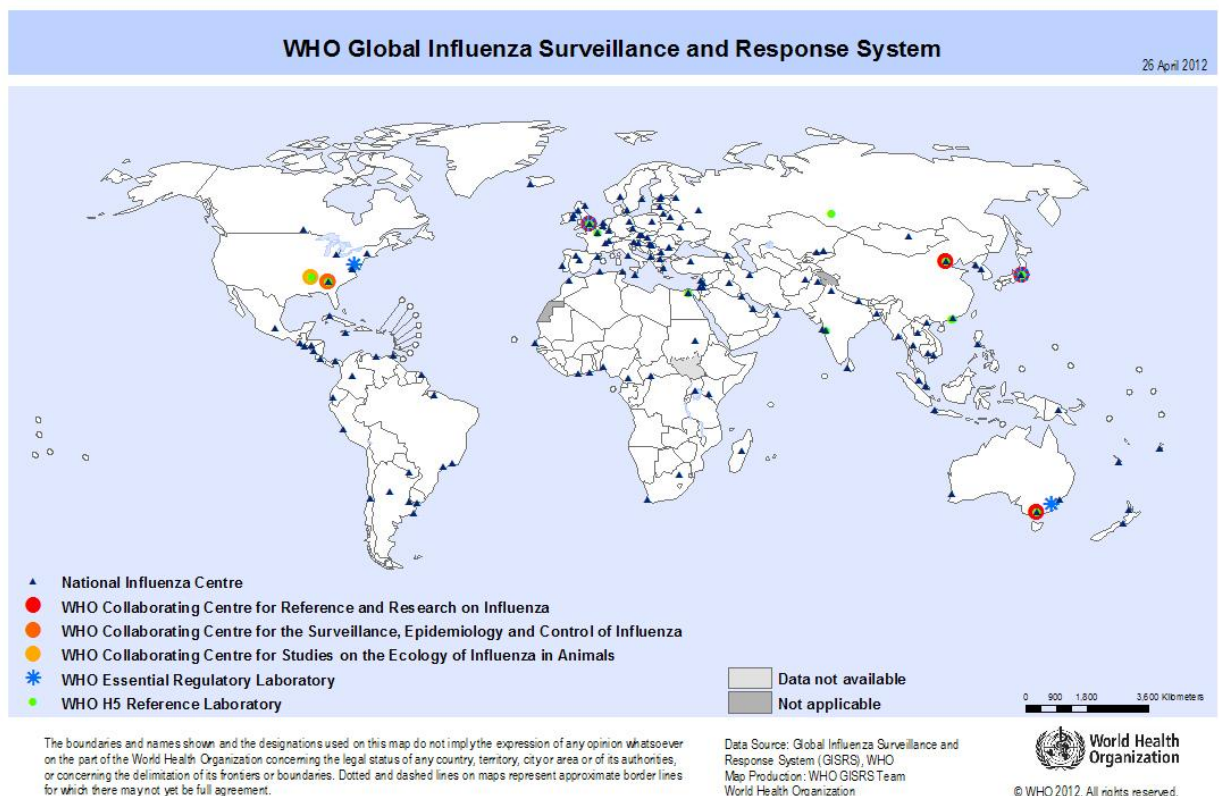 WHO Global Influenza Surveillance and Response System
26 April 2012
National Influenza Centre
WHO Collaborating Centre for Reference and Research on Influenza
WHO Collaborating Centre for the Surveillance, Epidemiology and Control of Influenza
WHO Collaborating Centre for Studies on the Ecology of Influenza in Animals
WHO Essential Regulatory Laboratory
WHO H5 Reference Laboratory
Data not available
Not applicable
0 900 1,800 3,600 Kilometers
The boundaries and names shown and the designations used on this map do not imply the expression of any opinion whatsoever
on the part of the World Health Organization concerning the legal status of any country, territory, city or area or of its authorities,
or concerning the delimitation of its frontiers or boundaries. Dotted and dashed lines on maps represent approximate border lines
for which there may not yet be full agreement.
Data Source: Global Influenza Surveillance and
Response System (GISRS), WHO
Map Production: WHO GISRS Team
World Health Organization
World Health
Organization
© WHO 2012. All rights reserved.